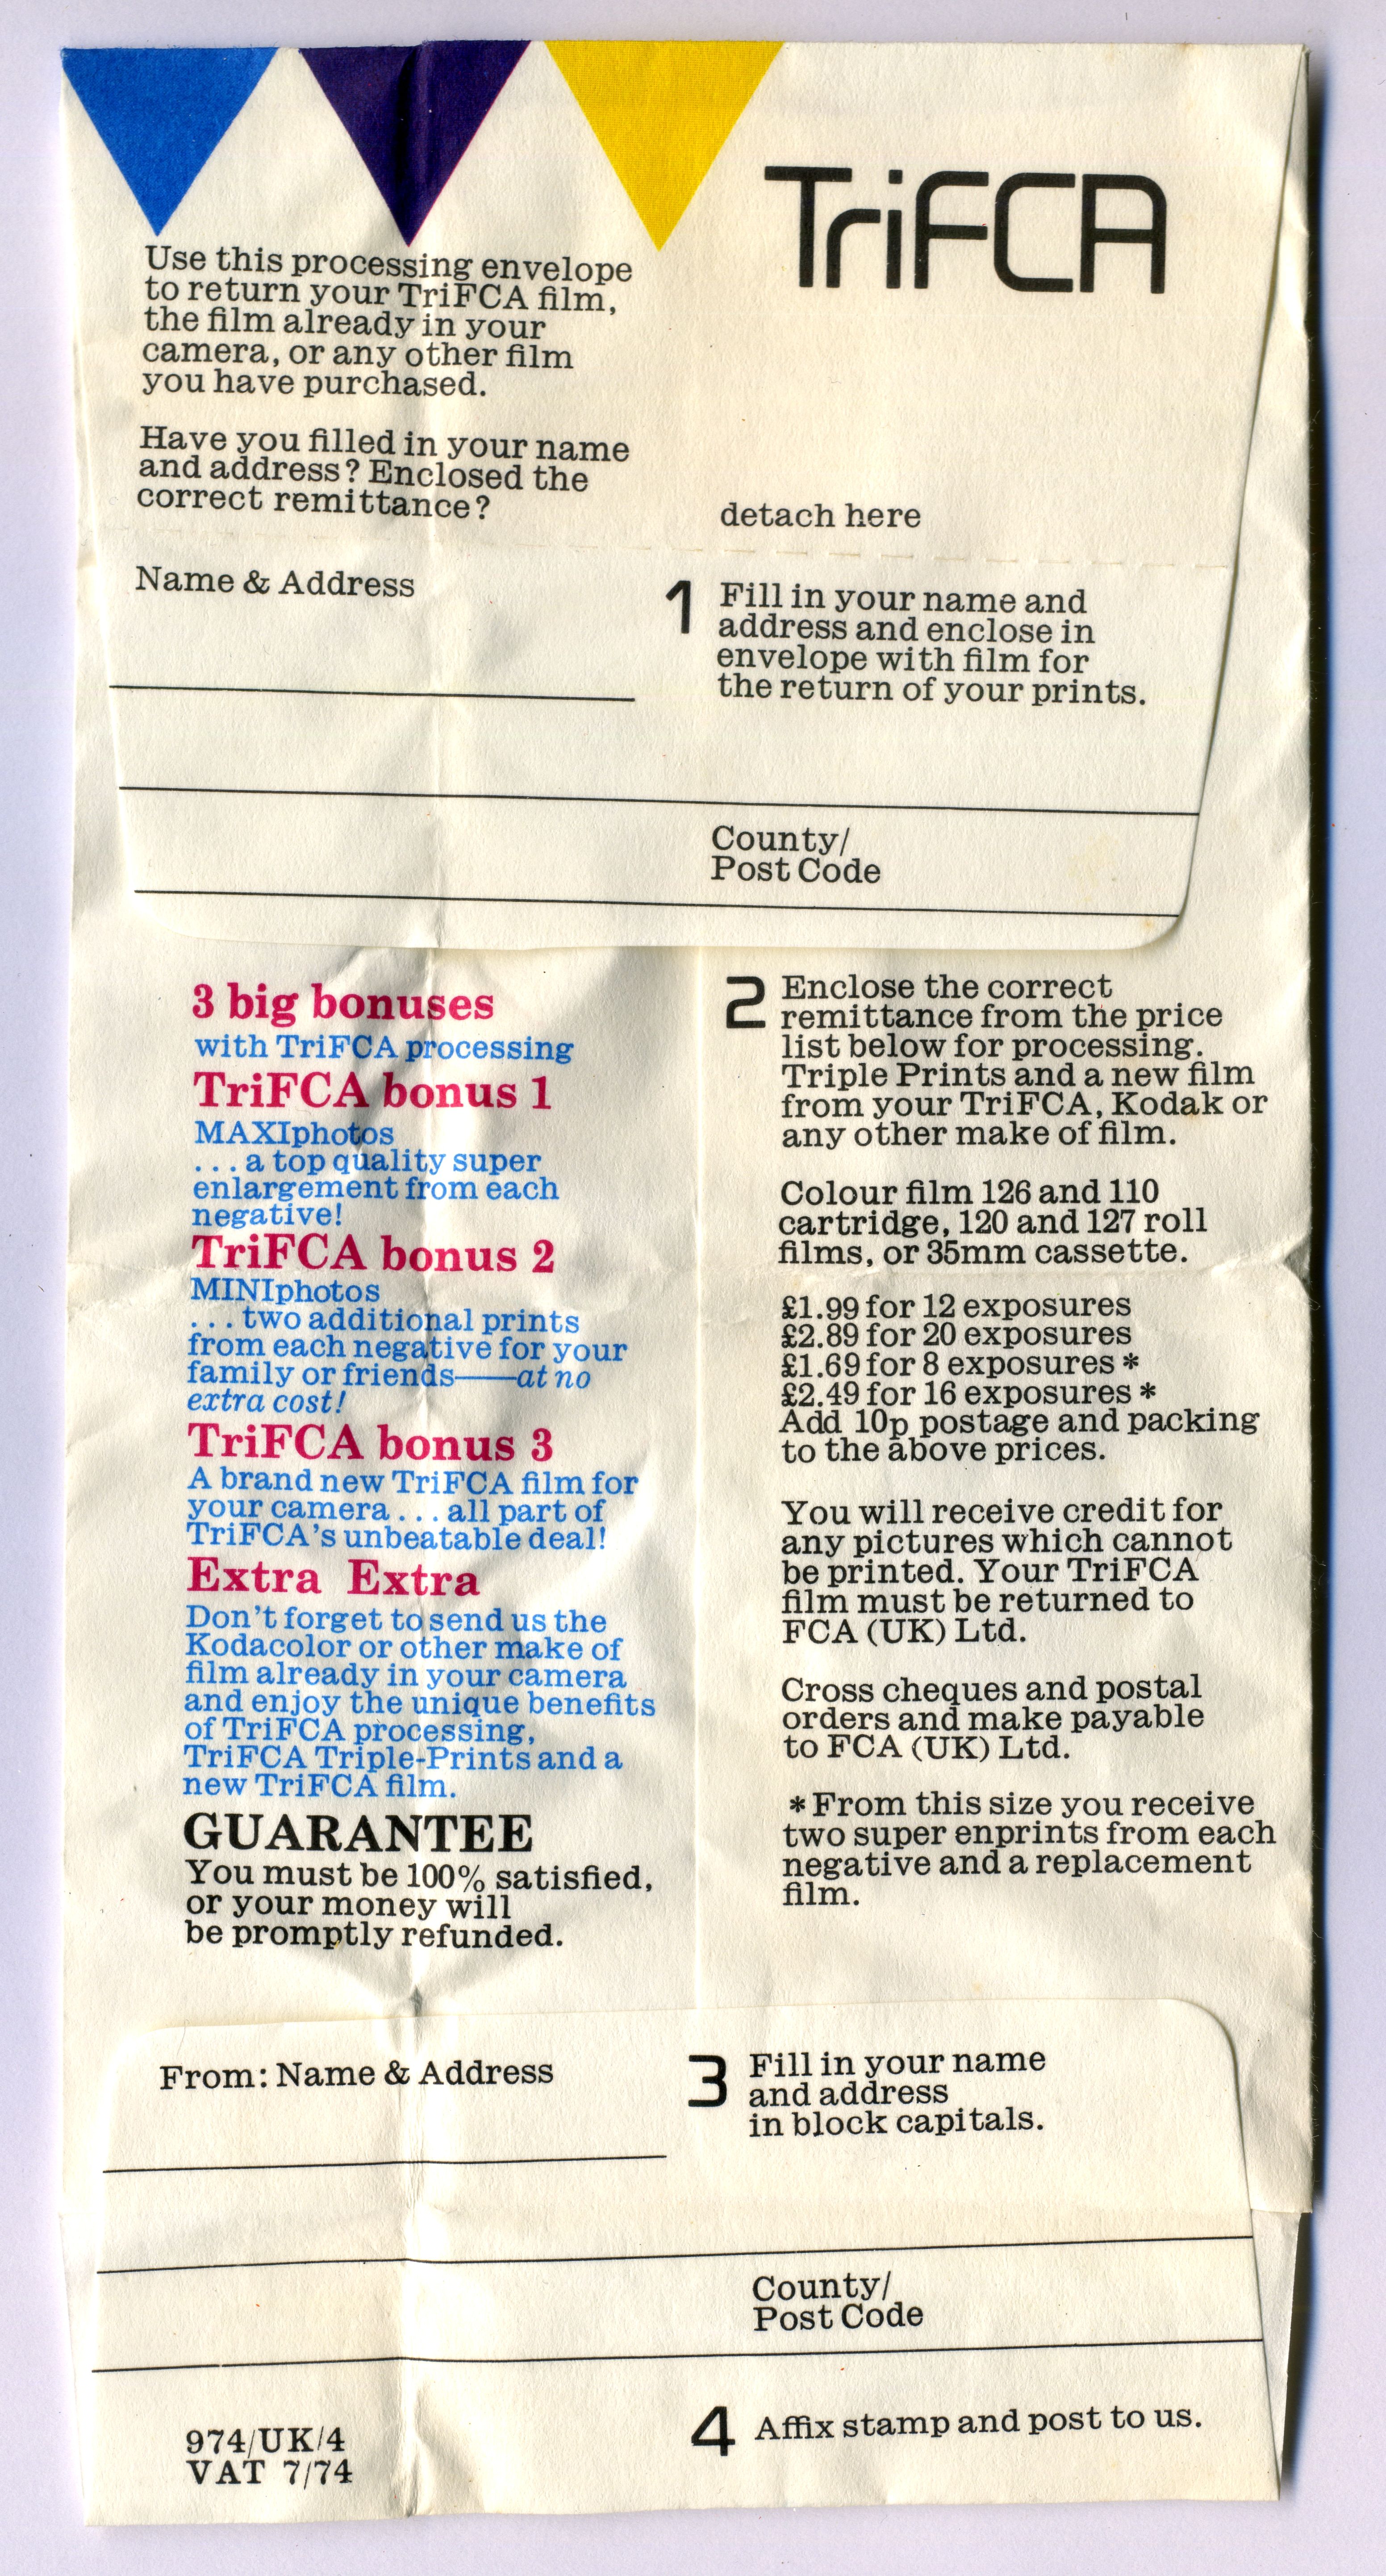 TriFCA
Use this processing envelope
to return your TriFCA film,
the film already in your
camera, or any other film
you have purchased.
Have you filled in your name
and address? Enclosed the
correct remittance?
detach here
Name & Address
1 Fill in your name and
address and enclose in
envelope with film for
the return of your prints.
County/
Post Code
3 big bonuses
with TriFCA processing
TriFCA bonus 1
MAXIphotos
. . . a top quality super
enlargement from each
negative!
TriFCA bonus 2
MINIphotos
. . . two additional prints
from each negative for your
family or friends—at no
extra cost!
TriFCA bonus 3
A brand new TriFCA film for
your camera . . . all part of
TriFCA's unbeatable deal!
Extra Extra
Don't forget to send us the
Kodacolor or other make of
film already in your camera
and enjoy the unique benefits
of TriFCA processing,
TriFCA Triple-Prints and a
new TriFCA film.
GUARANTEE
You must be 100% satisfied,
or your money will
be promptly refunded.
2 Enclose the correct
remittance from the price
list below for processing.
Triple Prints and a new film
from your TriFCA, Kodak or
any other make of film.
Colour film 126 and 110
cartridge, 120 and 127 roll
films, or 35mm cassette.
£1.99 for 12 exposures
£2.89 for 20 exposures
£1.69 for 8 exposures *
£2.49 for 16 exposures *
Add 10p postage and packing
to the above prices.
You will receive credit for
any pictures which cannot
be printed. Your TriFCA
film must be returned to
FCA (UK) Ltd.
Cross cheques and postal
orders and make payable
to FCA (UK) Ltd.
* From this size you receive
two super enprints from each
negative and a replacement
film.
From: Name & Address
3 Fill in your name
and address
in block capitals.
County/
Post Code
974/UK/4
VAT 7/74
4 Affix stamp and post to us.